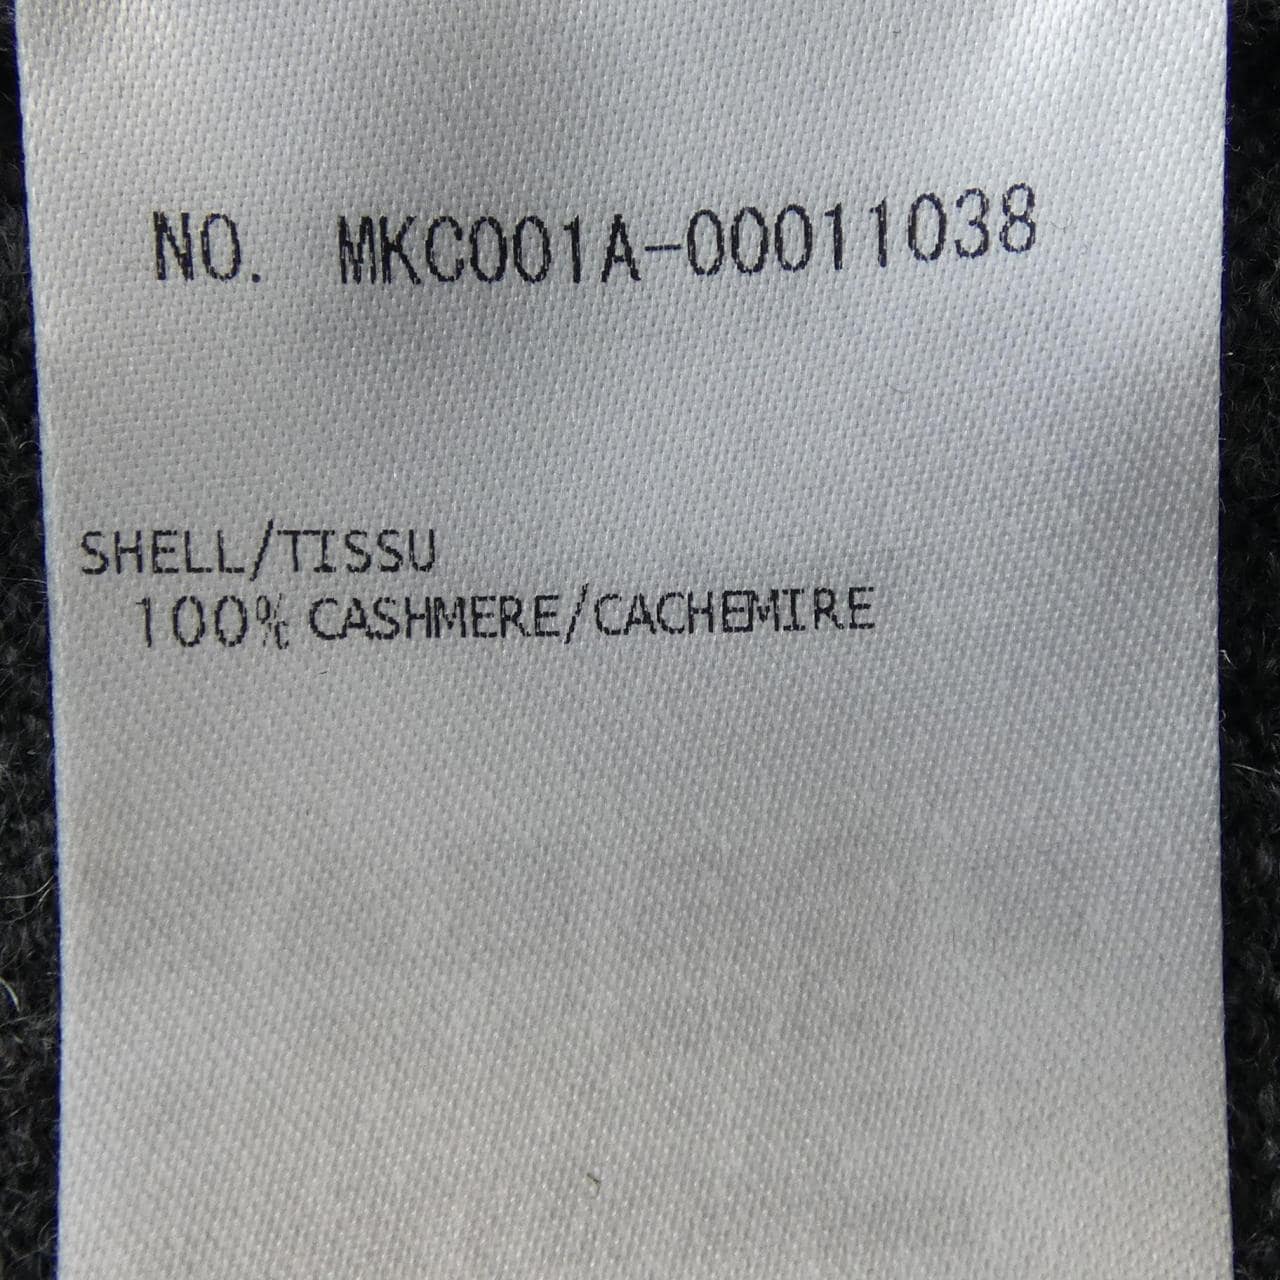 NO. MKC001A-00011038
SHELL/TISSU
100% CASHMERE/CACHEMIRE